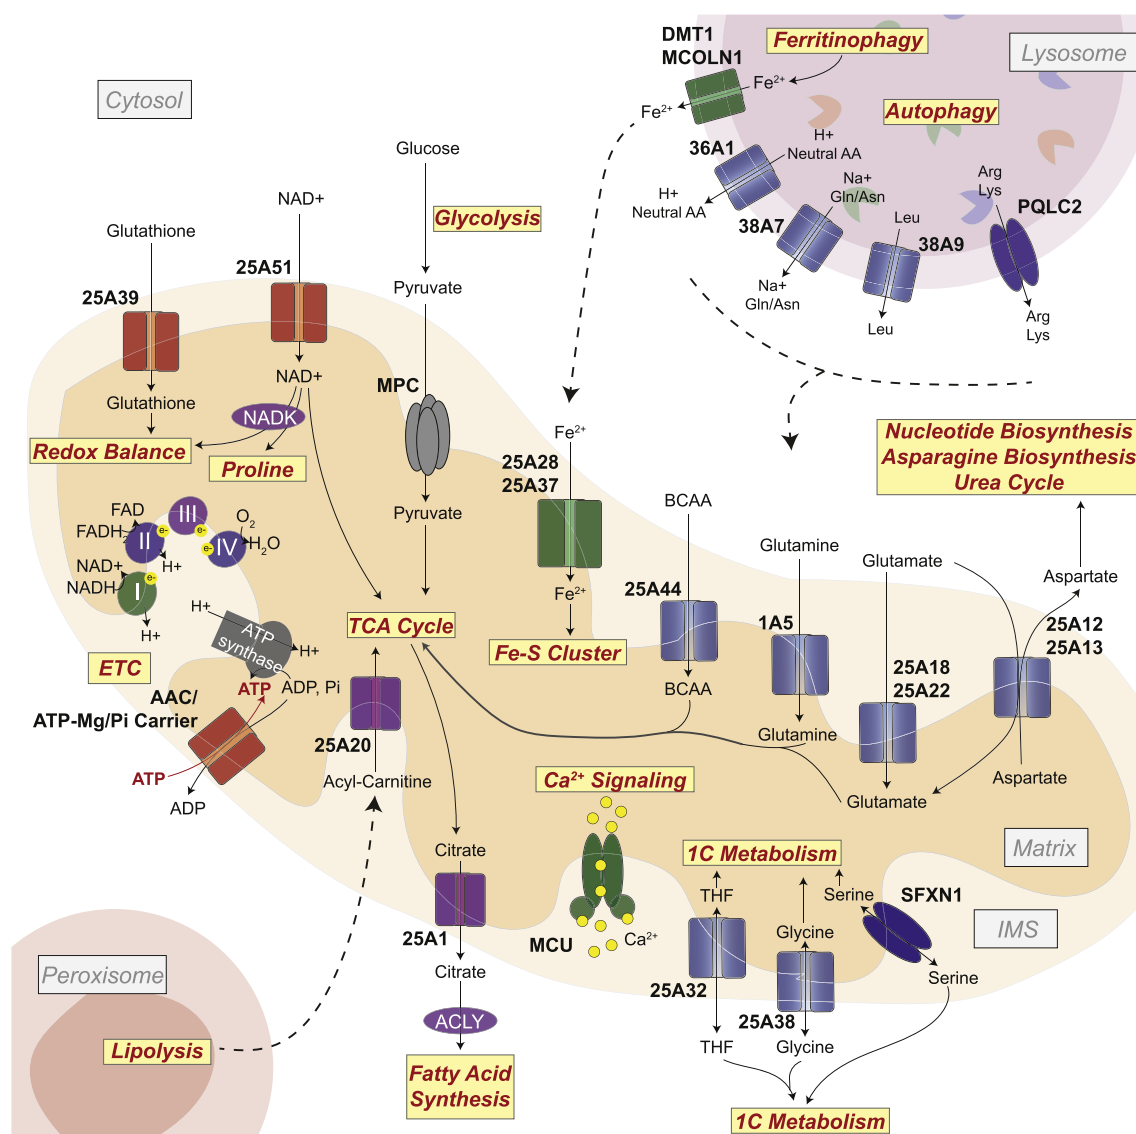 DMT1
MCOLN1
Ferritinophagy
Lysosome
Cytosol
Fe²⁺
Fe²⁺
Autophagy
36A1
H+
Neutral AA
H+
Neutral AA
Na+
Gln/Asn
38A7
Na+
Gln/Asn
Leu
38A9
Leu
Arg
Lys
PQLC2
Arg
Lys
Glucose
Glycolysis
Pyruvate
MPC
Pyruvate
NAD+
25A51
NAD+
NADK
Glutathione
25A39
Glutathione
Redox Balance
Proline
Fe²⁺
25A28
25A37
Fe²⁺
Fe-S Cluster
Nucleotide Biosynthesis
Asparagine Biosynthesis
Urea Cycle
BCAA
25A44
BCAA
Glutamine
1A5
Glutamine
Glutamate
25A18
25A22
Glutamate
Aspartate
25A12
25A13
Aspartate
FAD
FADH₂
II
III
IV
I
e-
e-
e-
e-
O₂
H₂O
H+
NAD+
NADH
H+
ETC
H+
ATP
synthase
H+
ATP
ADP, Pi
AAC/
ATP-Mg/Pi Carrier
ATP
ADP
TCA Cycle
25A20
Acyl-Carnitine
Citrate
25A1
Citrate
ACLY
Fatty Acid
Synthesis
Ca²⁺ Signaling
MCU
Ca²⁺
1C Metabolism
THF
25A32
THF
Glycine
25A38
Glycine
Serine
SFXN1
Serine
1C Metabolism
Matrix
IMS
Peroxisome
Lipolysis